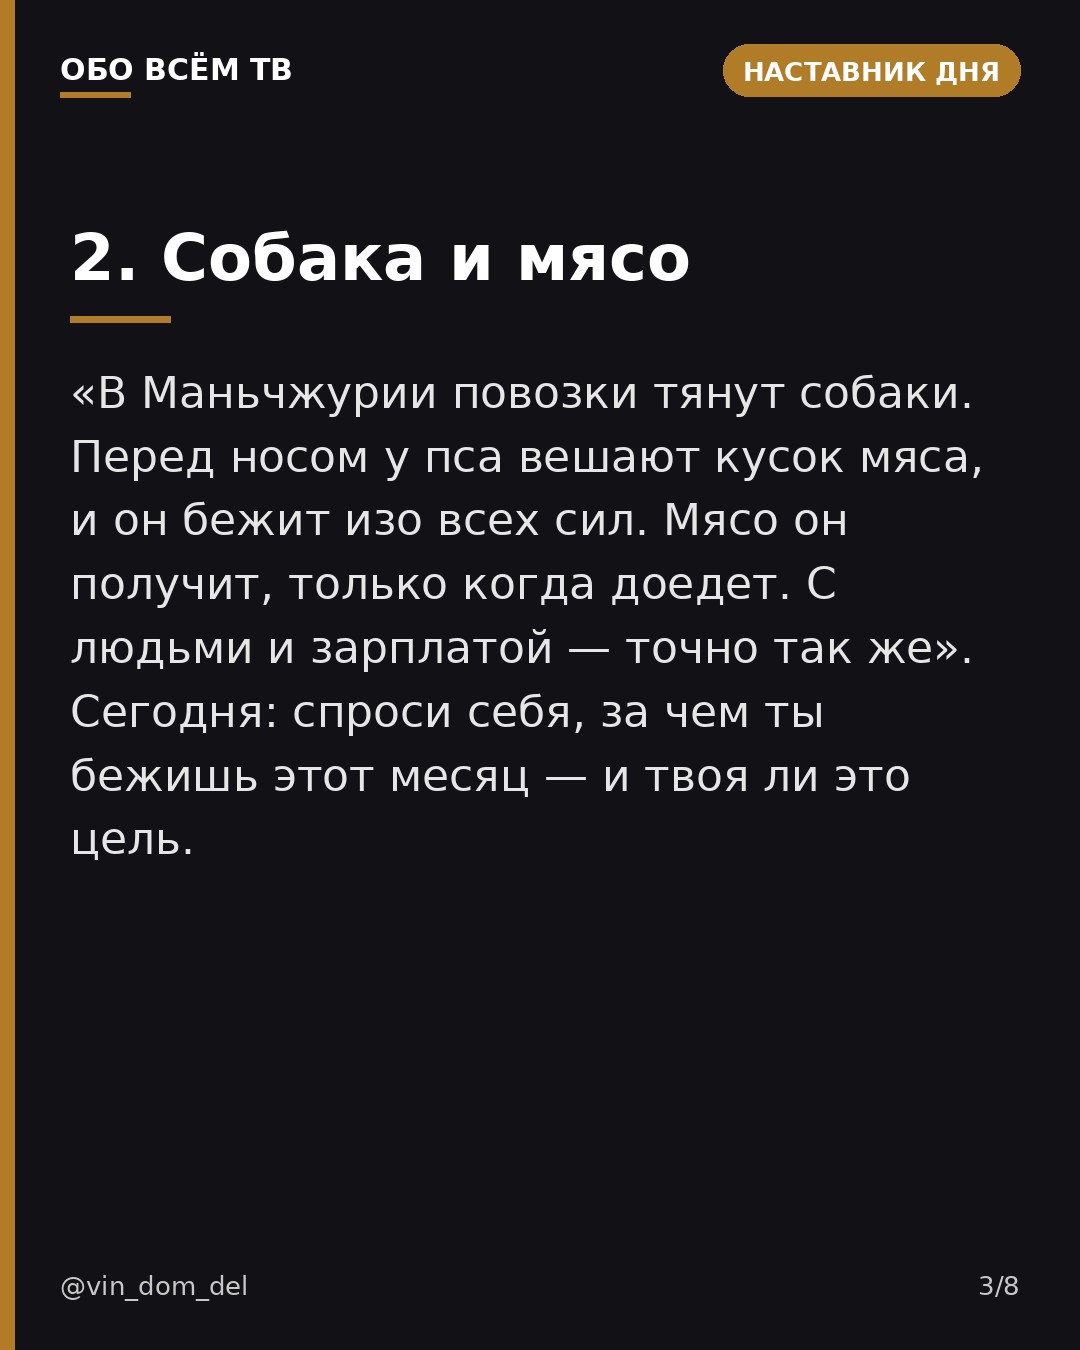 ОБО ВСЁМ ТВ
НАСТАВНИК ДНЯ
2. Собака и мясо
«В Маньчжурии повозки тянут собаки.
Перед носом у пса вешают кусок мяса,
и он бежит изо всех сил. Мясо он
получит, только когда доедет. С
людьми и зарплатой — точно так же».
Сегодня: спроси себя, за чем ты
бежишь этот месяц — и твоя ли это
цель.
@vin_dom_del
3/8